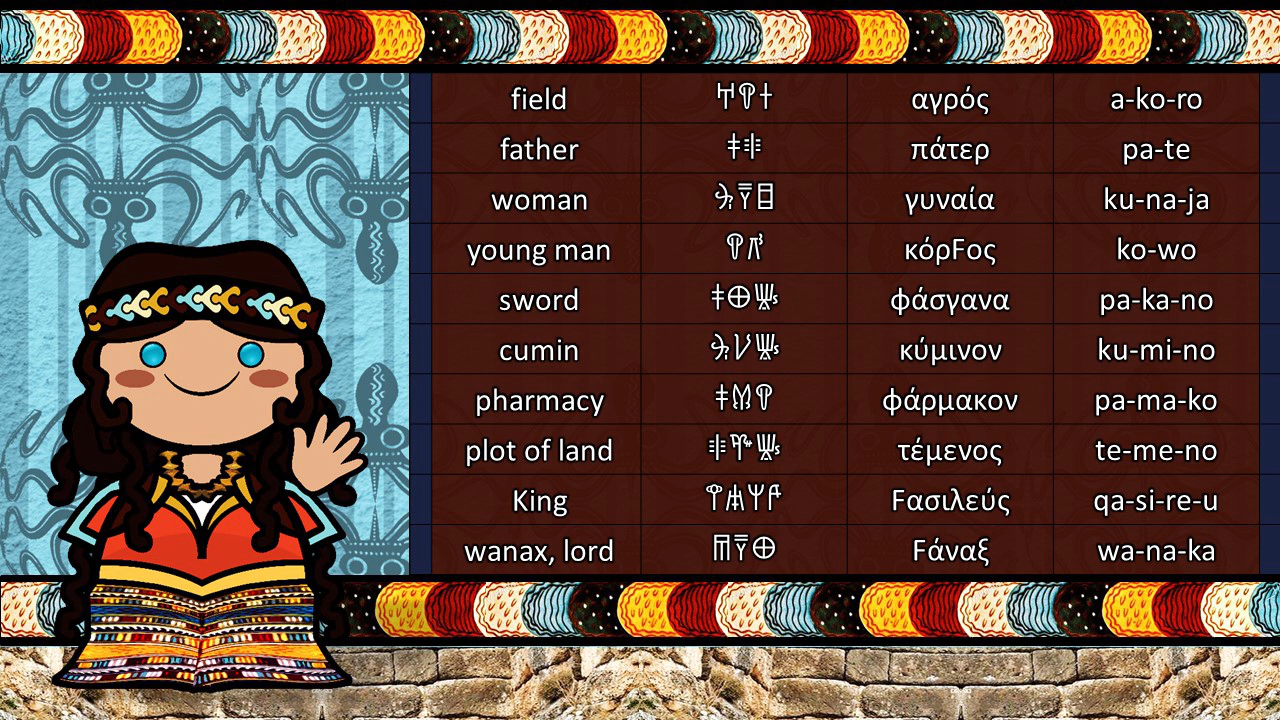 field 𐀀𐀒𐀫 αγρός a-ko-ro
father 𐀞𐀳 πάτερ pa-te
woman 𐀓𐀙𐀊 γυναία ku-na-ja
young man 𐀒𐀺 κόρFος ko-wo
sword 𐀞𐀏𐀜 φάσγανα pa-ka-no
cumin 𐀓𐀖𐀜 κύμινον ku-mi-no
pharmacy 𐀞𐀔𐀒 φάρμακον pa-ma-ko
plot of land 𐀳𐀕𐀜 τέμενος te-me-no
King 𐀣𐀯𐀩𐀄 Fασιλεύς qa-si-re-u
wanax, lord 𐀷𐀙𐀏 Fάναξ wa-na-ka